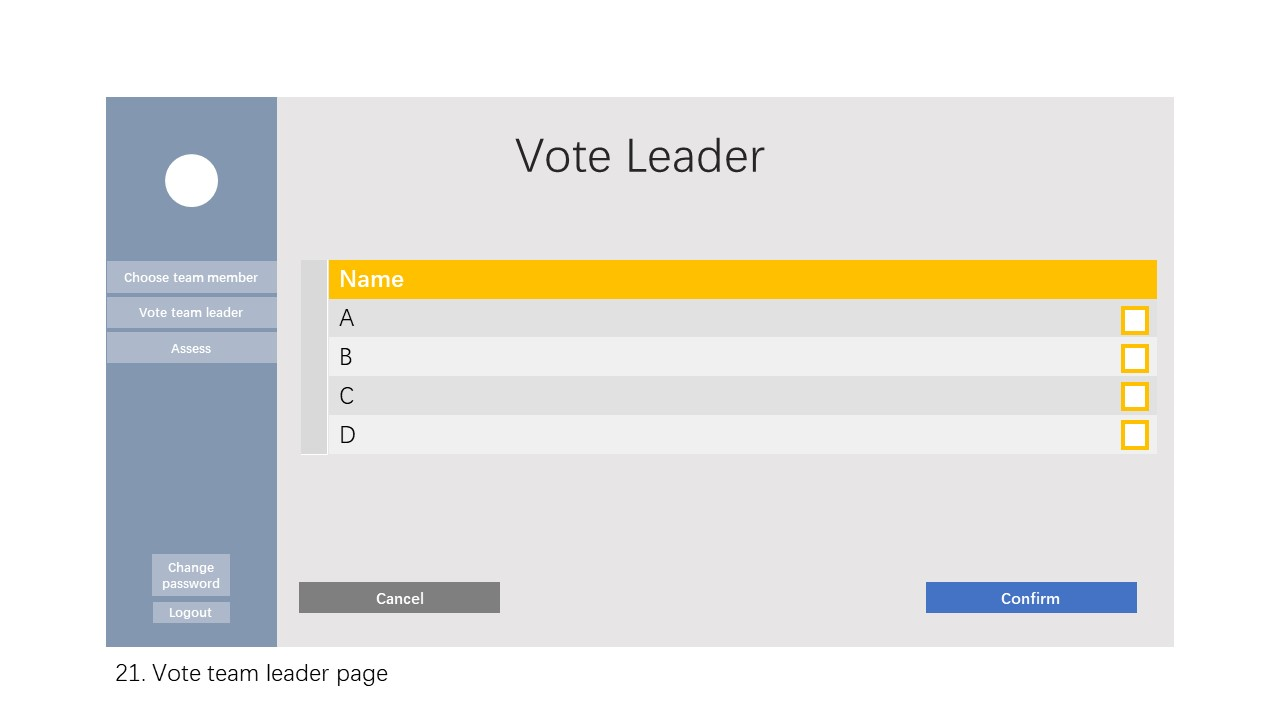 Vote Leader
Choose team member
Vote team leader
Assess
Name
A
B
C
D
Change
password
Logout
Cancel
Confirm
21. Vote team leader page